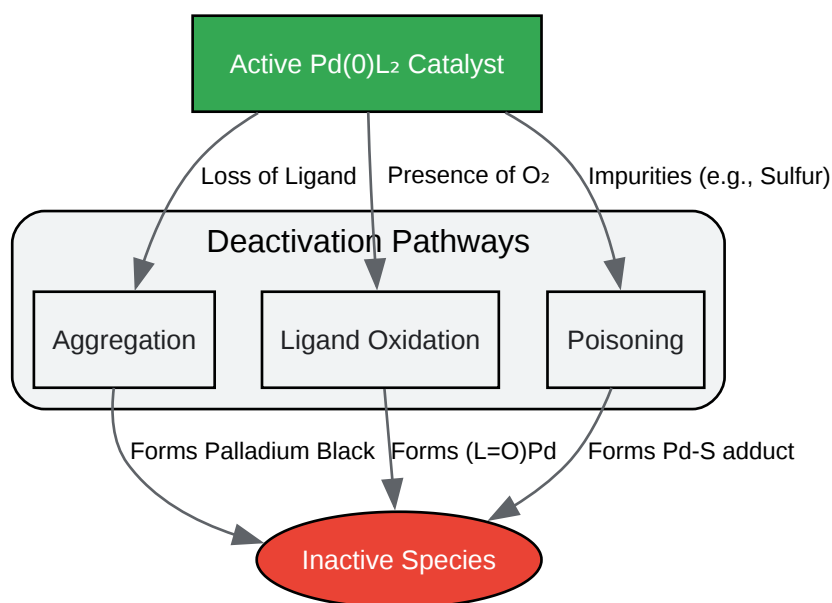 Active Pd(0)L₂ Catalyst
Loss of Ligand
Presence of O₂
Impurities (e.g., Sulfur)
Deactivation Pathways
Aggregation
Ligand Oxidation
Poisoning
Forms Palladium Black
Forms (L=O)Pd
Forms Pd-S adduct
Inactive Species